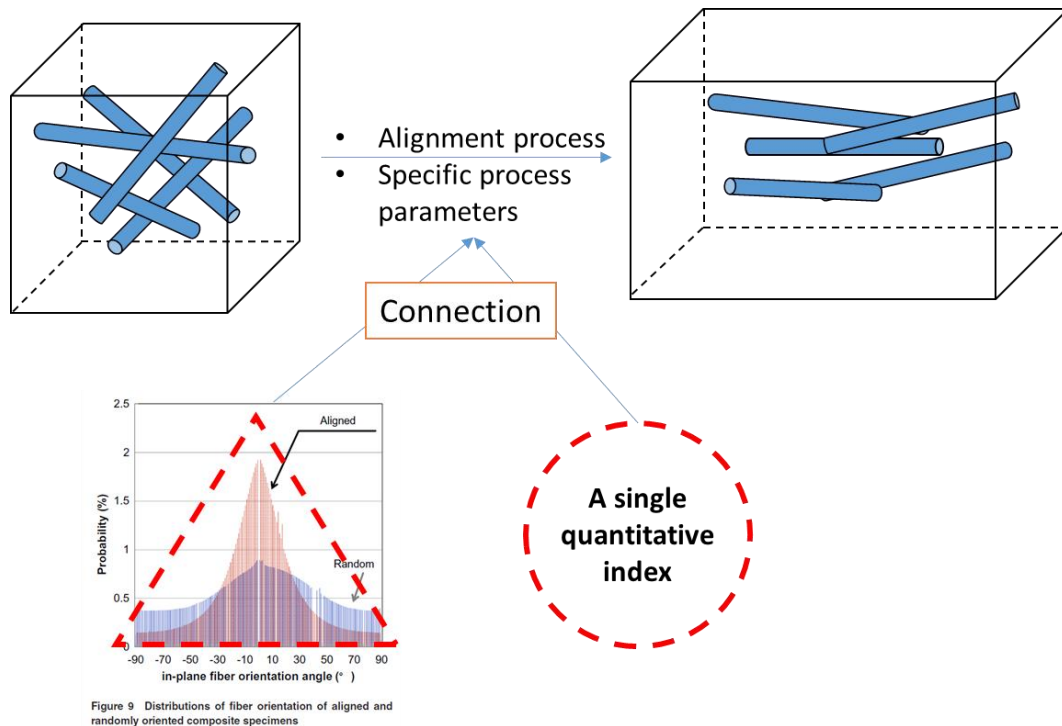 • Alignment process
• Specific process
parameters
Connection
2.5
2
1.5
1
0.5
0
Probability (%)
Aligned
Random
-90 -70 -50 -30 -10 10 30 50 70 90
in-plane fiber orientation angle (° )
Figure 9 Distributions of fiber orientation of aligned and
randomly oriented composite specimens
A single
quantitative
index